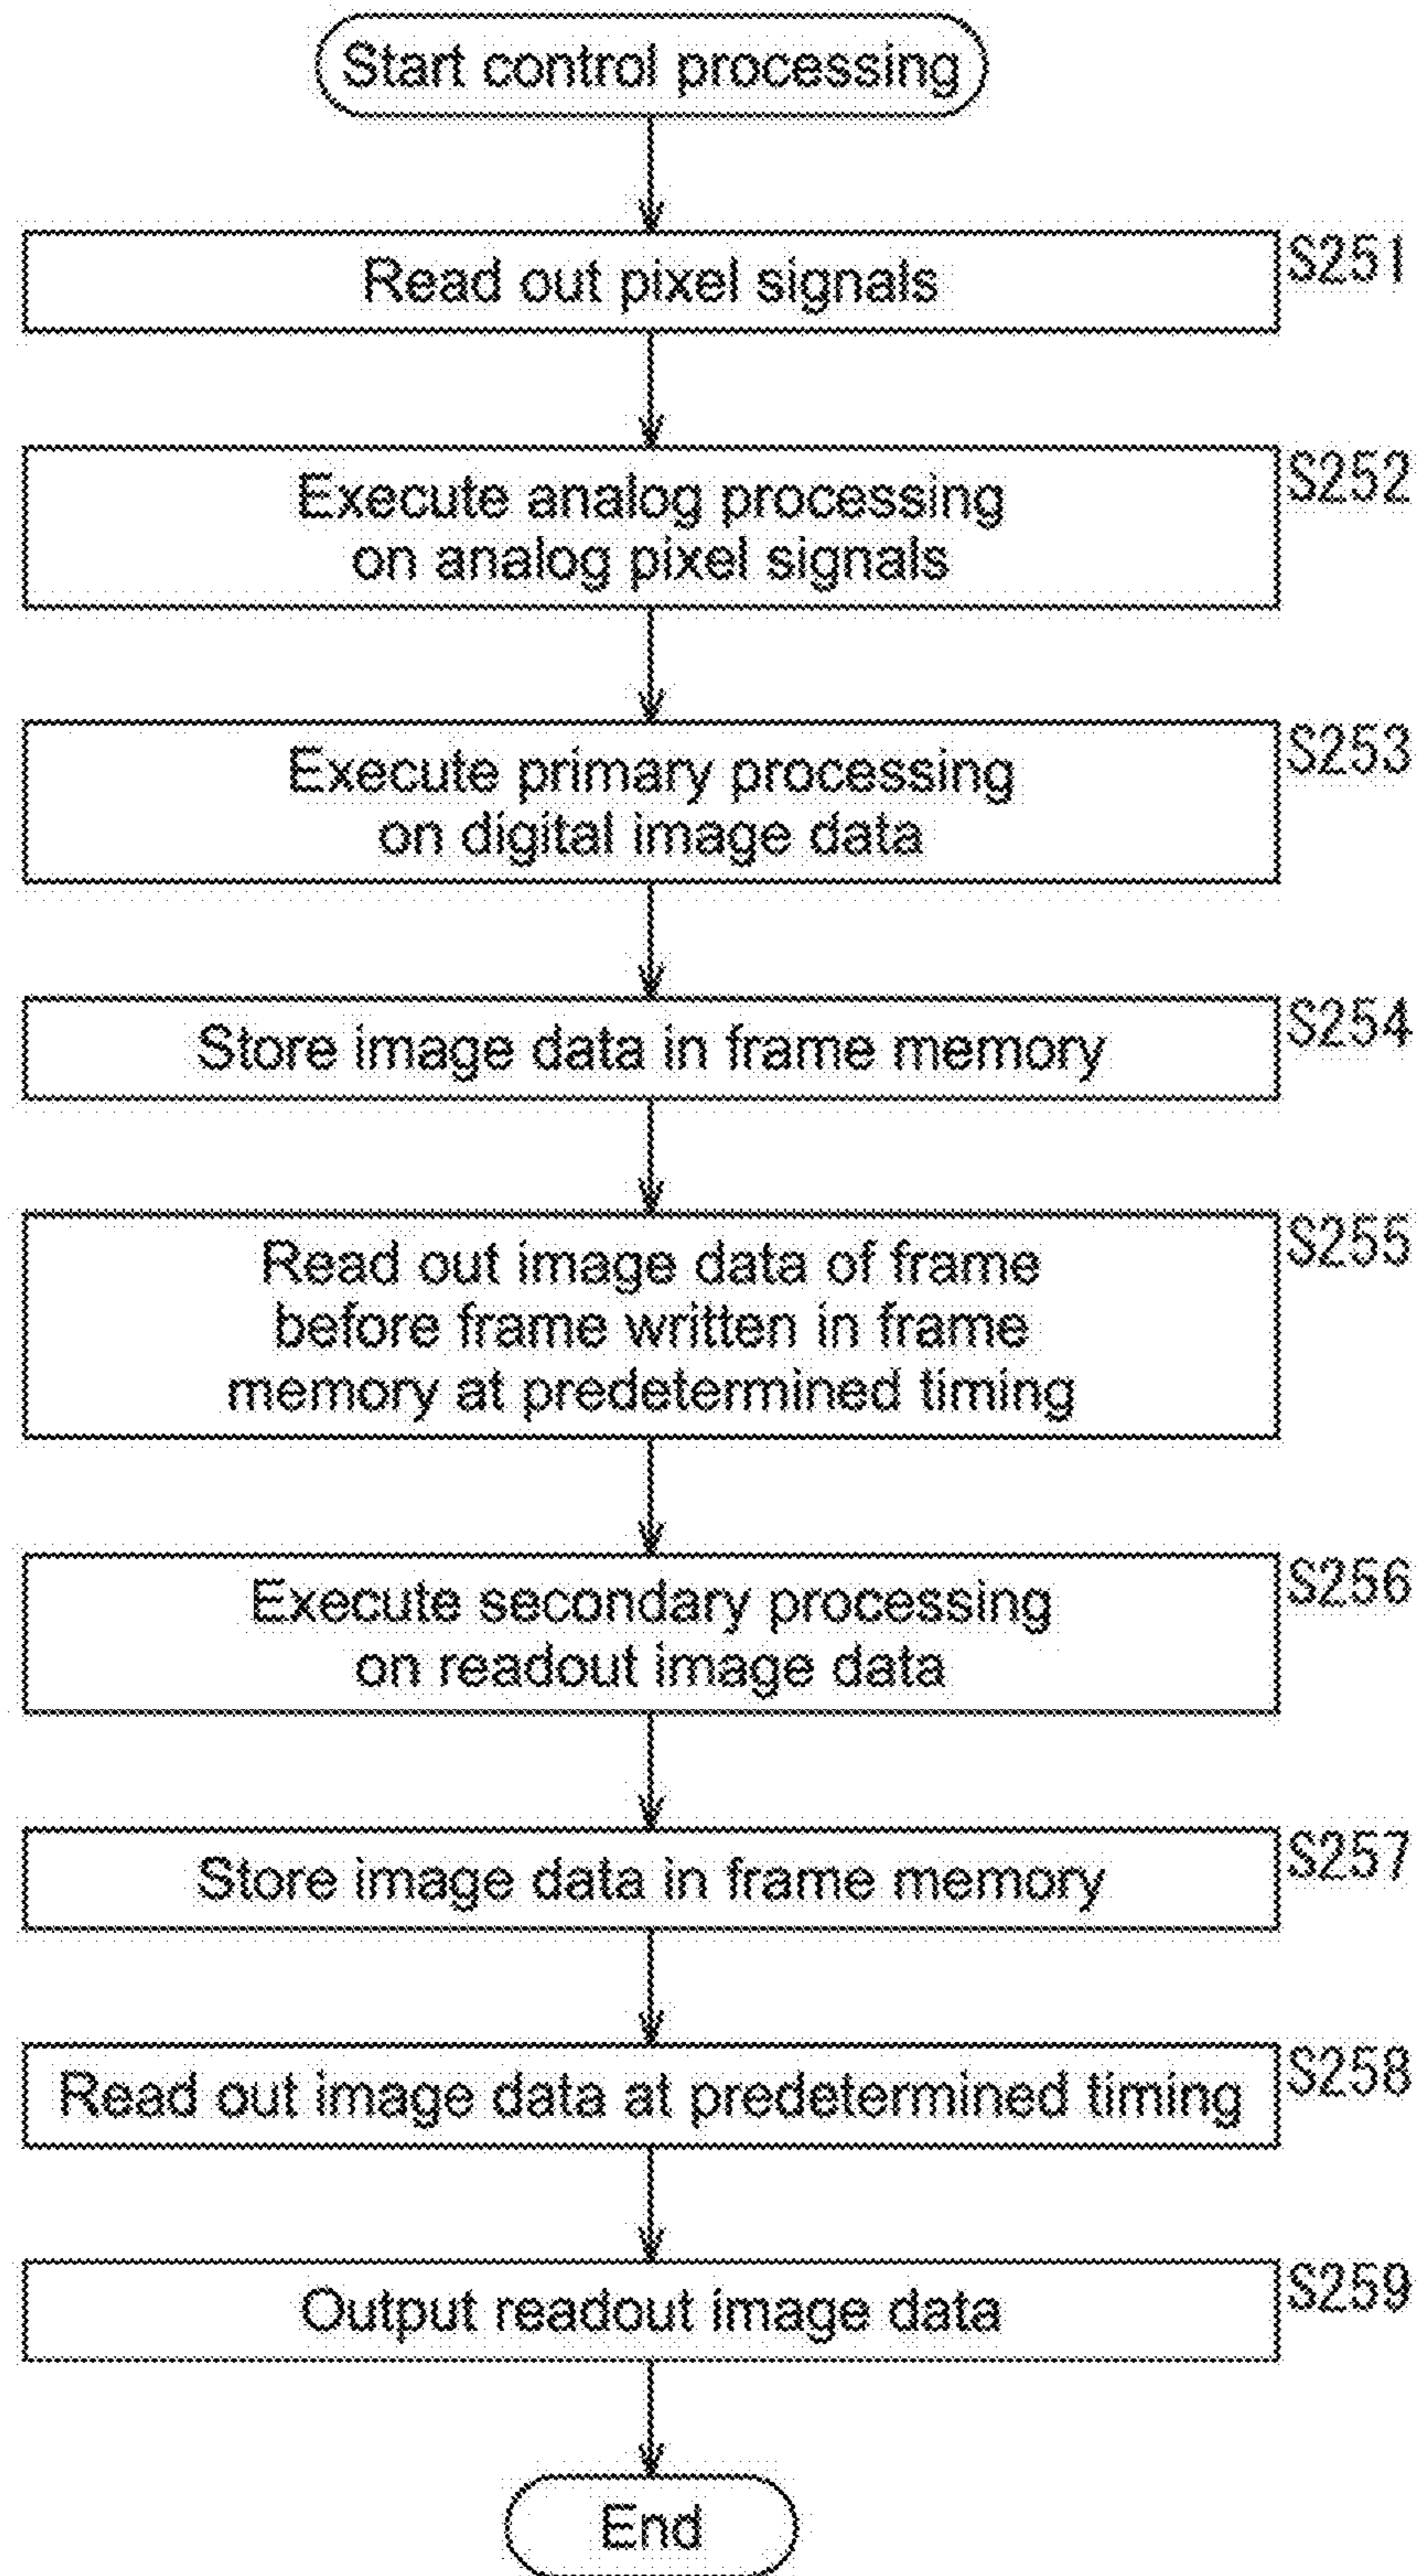 Start control processing
Read out pixel signals
S251
Execute analog processing
on analog pixel signals
S252
Execute primary processing
on digital image data
S253
Store image data in frame memory
S254
Read out image data of frame
before frame written in frame
memory at predetermined timing
S255
Execute secondary processing
on readout image data
S256
Store image data in frame memory
S257
Read out image data at predetermined timing
S258
Output readout image data
S259
End